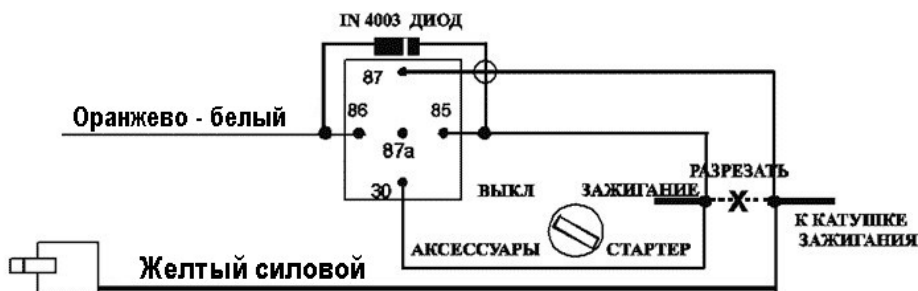 IN 4003 ДИОД
87
Оранжево - белый
86
85
87a
30
РАЗРЕЗАТЬ
ВЫКЛ
ЗАЖИГАНИЕ
X
К КАТУШКЕ
ЗАЖИГАНИЯ
АКСЕССУАРЫ
СТАРТЕР
Желтый силовой